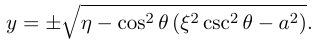 y = ±√(η − cos² θ (ξ² csc² θ − a²)).